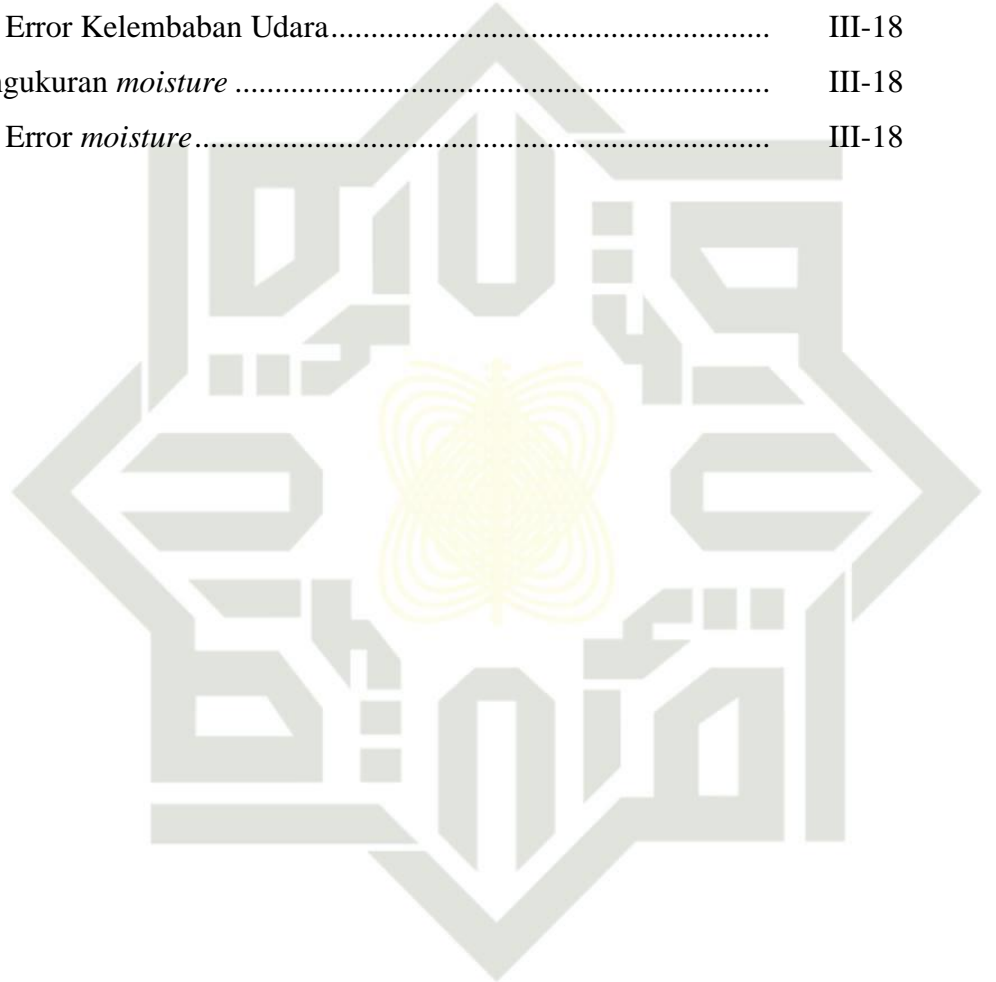 Error Kelembaban Udara.................................................... III-18
ngukuran moisture ................................................................ III-18
Error moisture..................................................................... III-18